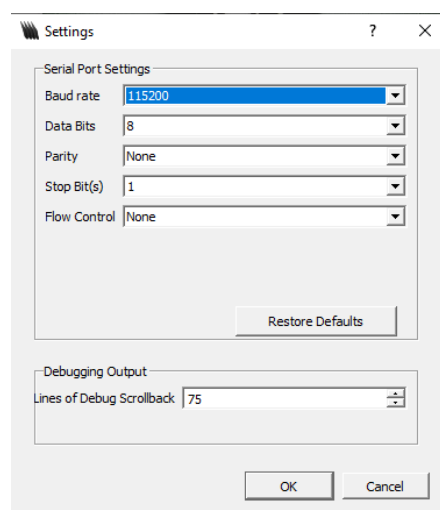 Settings ? X
Serial Port Settings
Baud rate 115200
Data Bits 8
Parity None
Stop Bit(s) 1
Flow Control None
Restore Defaults
Debugging Output
Lines of Debug Scrollback 75
OK Cancel